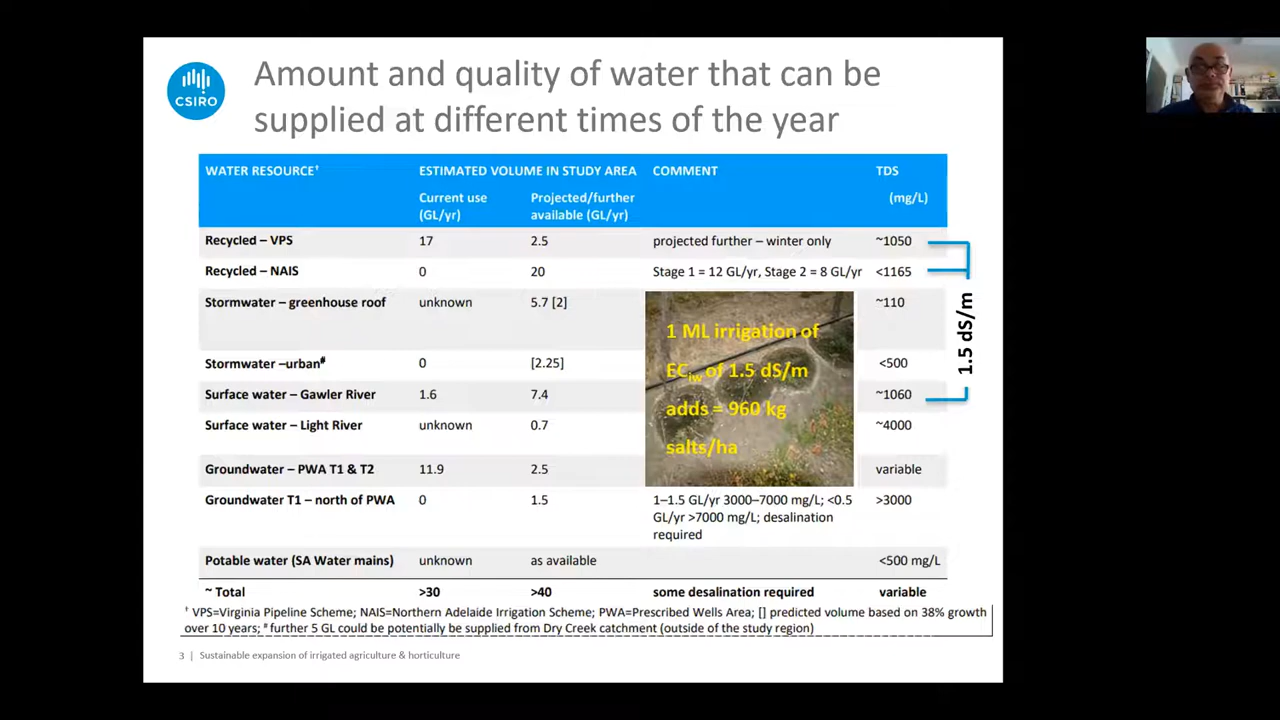 CSIRO
Amount and quality of water that can be
supplied at different times of the year
WATER RESOURCE† ESTIMATED VOLUME IN STUDY AREA COMMENT TDS
Current use Projected/further (mg/L)
(GL/yr) available (GL/yr)
Recycled – VPS 17 2.5 projected further – winter only ~1050
Recycled – NAIS 0 20 Stage 1 = 12 GL/yr, Stage 2 = 8 GL/yr <1165
Stormwater – greenhouse roof unknown 5.7 [2] ~110
Stormwater –urban# 0 [2.25] <500
Surface water – Gawler River 1.6 7.4 ~1060
Surface water – Light River unknown 0.7 ~4000
Groundwater – PWA T1 & T2 11.9 2.5 variable
Groundwater T1 – north of PWA 0 1.5 1–1.5 GL/yr 3000–7000 mg/L; <0.5 >3000
GL/yr >7000 mg/L; desalination
required
Potable water (SA Water mains) unknown as available <500 mg/L
~ Total >30 >40 some desalination required variable
1 ML irrigation of
ECiw of 1.5 dS/m
adds = 960 kg
salts/ha
1.5 dS/m
† VPS=Virginia Pipeline Scheme; NAIS=Northern Adelaide Irrigation Scheme; PWA=Prescribed Wells Area; [] predicted volume based on 38% growth
over 10 years; # further 5 GL could be potentially be supplied from Dry Creek catchment (outside of the study region)
3 | Sustainable expansion of irrigated agriculture & horticulture